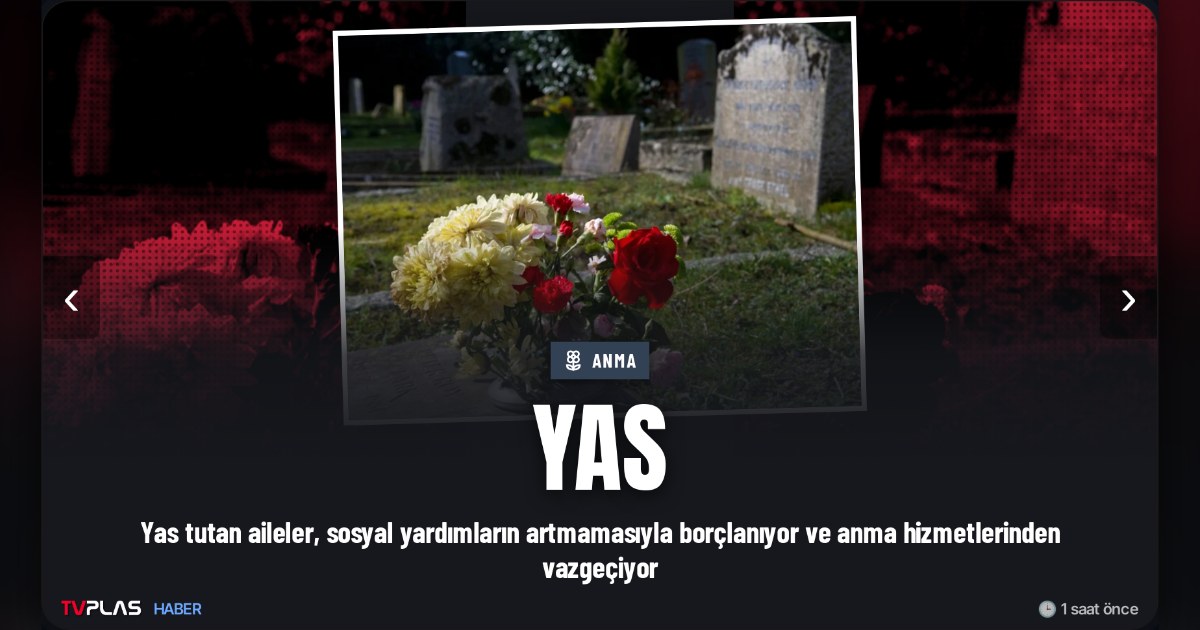 ANMA
YAS
Yas tutan aileler, sosyal yardımların artmamasıyla borçlanıyor ve anma hizmetlerinden
vazgeçiyor
TVPLAS HABER
1 saat önce